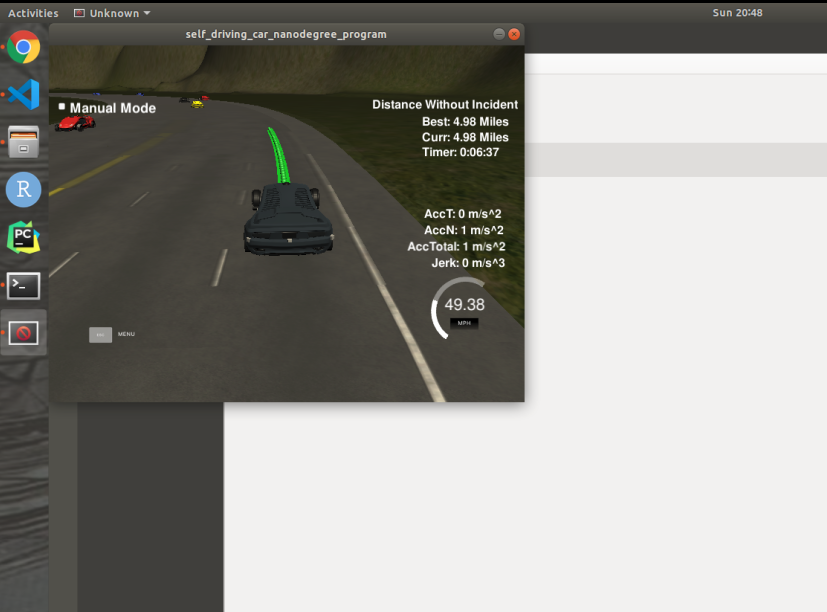 Activities
Unknown
Sun 20:48
self_driving_car_nanodegree_program
Manual Mode
Distance Without Incident
Best: 4.98 Miles
Curr: 4.98 Miles
Timer: 0:06:37
AccT: 0 m/s^2
AccN: 1 m/s^2
AccTotal: 1 m/s^2
Jerk: 0 m/s^3
49.38
MPH
MENU
R
PC
>_